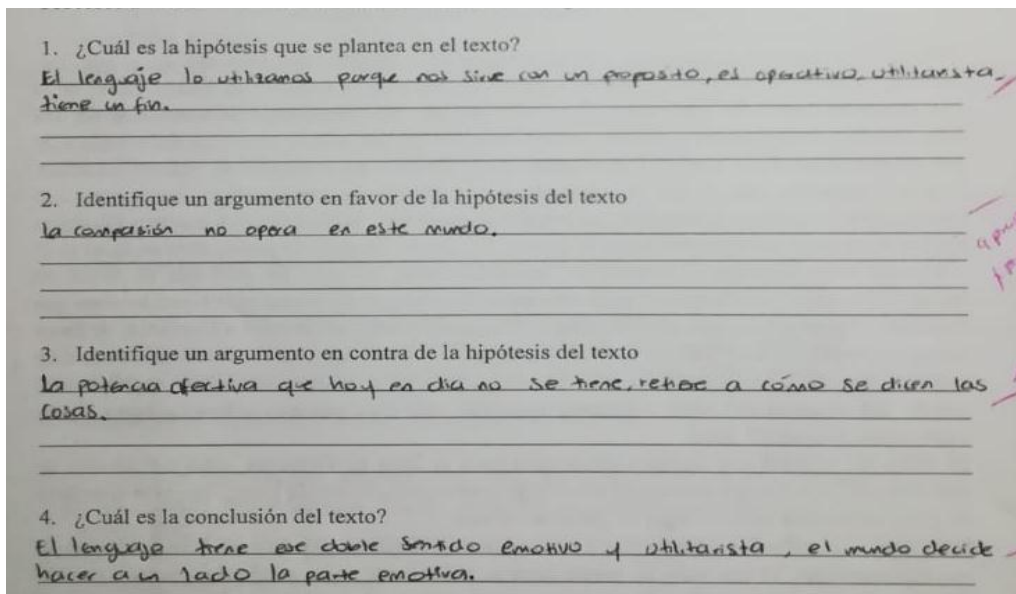 1. ¿Cuál es la hipótesis que se plantea en el texto?
El lenguaje lo utilizamos porque nos sirve con un proposito, es operativo, utilitarista,
tiene un fin.
2. Identifique un argumento en favor de la hipótesis del texto
la compasión no opera en este mundo.
3. Identifique un argumento en contra de la hipótesis del texto
la potencia afectiva que hoy en dia no se tiene, refiere a cómo se dicen las
cosas.
4. ¿Cuál es la conclusión del texto?
El lenguaje tiene ese doble sentido emotivo y utilitarista, el mundo decide
hacer a un lado la parte emotiva.